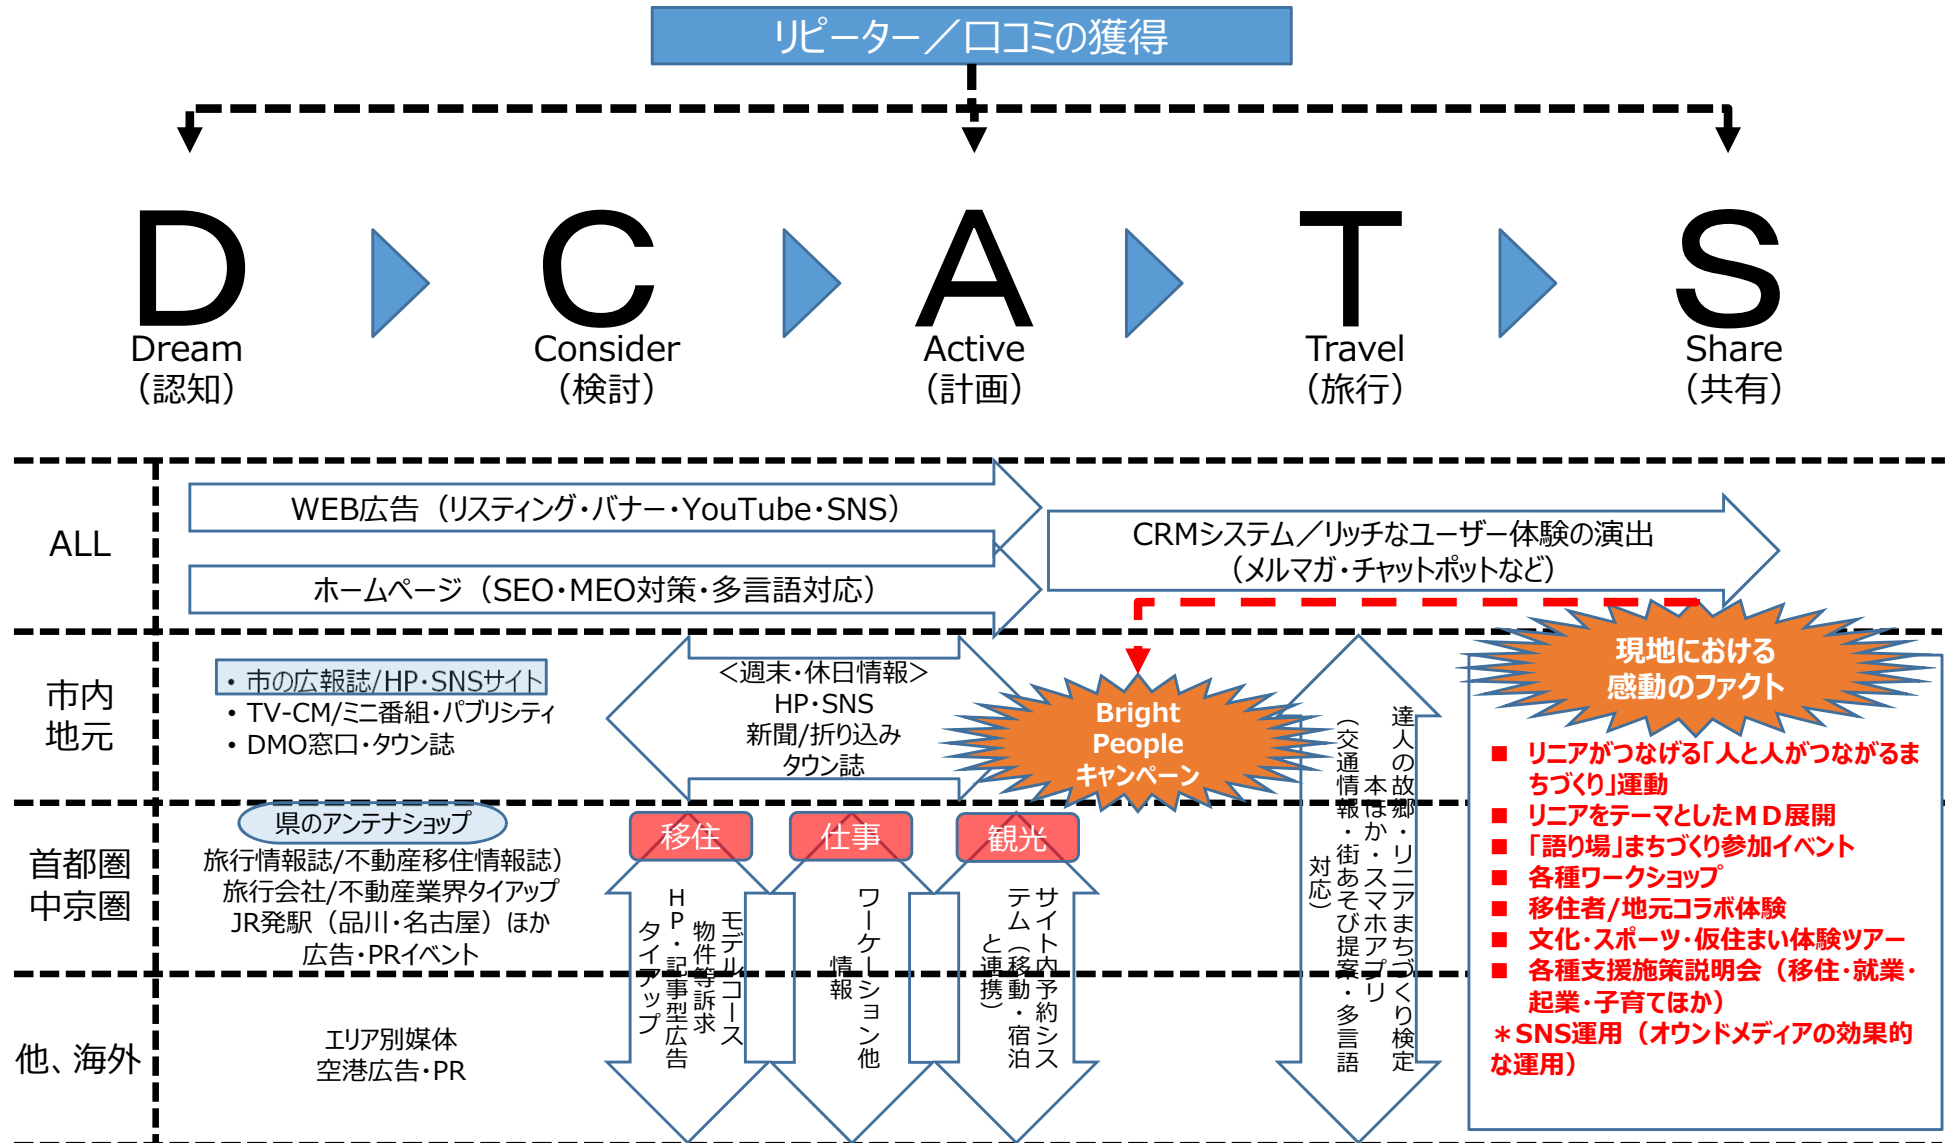 リピーター／口コミの獲得
D
C
A
T
S
Dream
（認知）
Consider
（検討）
Active
（計画）
Travel
（旅行）
Share
（共有）
ALL
WEB広告（リスティング・バナー・YouTube・SNS）
ホームページ（SEO・MEO対策・多言語対応）
CRMシステム／リッチなユーザー体験の演出
（メルマガ・チャットボットなど）
市内
地元
・市の広報誌/HP・SNSサイト
・TV-CM/ミニ番組・パブリシティ
・DMO窓口・タウン誌
＜週末・休日情報＞
HP・SNS
新聞/折り込み
タウン誌
Bright
People
キャンペーン
首都圏
中京圏
県のアンテナショップ
旅行情報誌/不動産移住情報誌）
旅行会社/不動産業界タイアップ
JR発駅（品川・名古屋）ほか
広告・PRイベント
他、海外
エリア別媒体
空港広告・PR
移住
モデルコース
物件等訴求
HP・記事型広告
タイアップ
仕事
ワーケーション他
情報
観光
サイト内予約シス
テム（移動・宿泊
と連携）
達人の故郷・リニアまちづくり検定
本ほか・スマホアプリ
（交通情報・街あそび提案・多言語
対応）
現地における
感動のファクト
■ リニアがつなげる「人と人がつながるま
ちづくり」運動
■ リニアをテーマとしたＭＤ展開
■ 「語り場」まちづくり参加イベント
■ 各種ワークショップ
■ 移住者/地元コラボ体験
■ 文化・スポーツ・仮住まい体験ツアー
■ 各種支援施策説明会（移住・就業・
起業・子育てほか）
＊SNS運用（オウンドメディアの効果的
な運用）